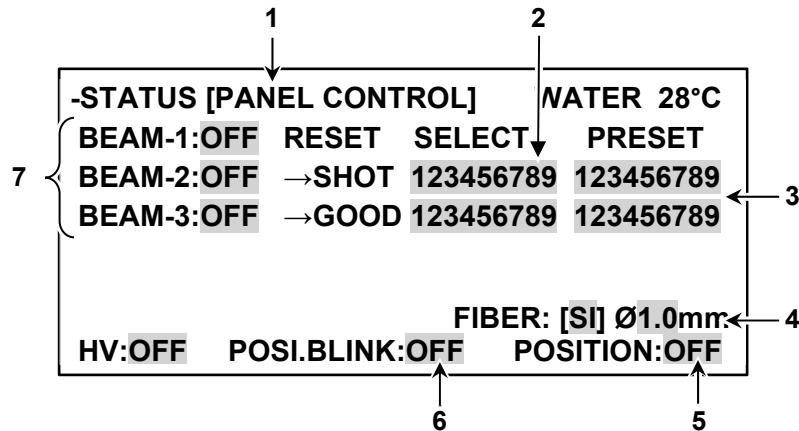 1
2
-STATUS [PANEL CONTROL] WATER 28°C
BEAM-1:OFF RESET SELECT PRESET
7
BEAM-2:OFF →SHOT 123456789 123456789
3
BEAM-3:OFF →GOOD 123456789 123456789
FIBER: [SI] Ø1.0mm
4
HV:OFF POSI.BLINK:OFF POSITION:OFF
6
5